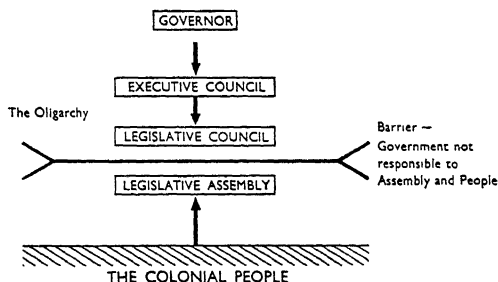 GOVERNOR
EXECUTIVE COUNCIL
The Oligarchy
LEGISLATIVE COUNCIL
Barrier –
Government not
responsible to
Assembly and People
LEGISLATIVE ASSEMBLY
THE COLONIAL PEOPLE